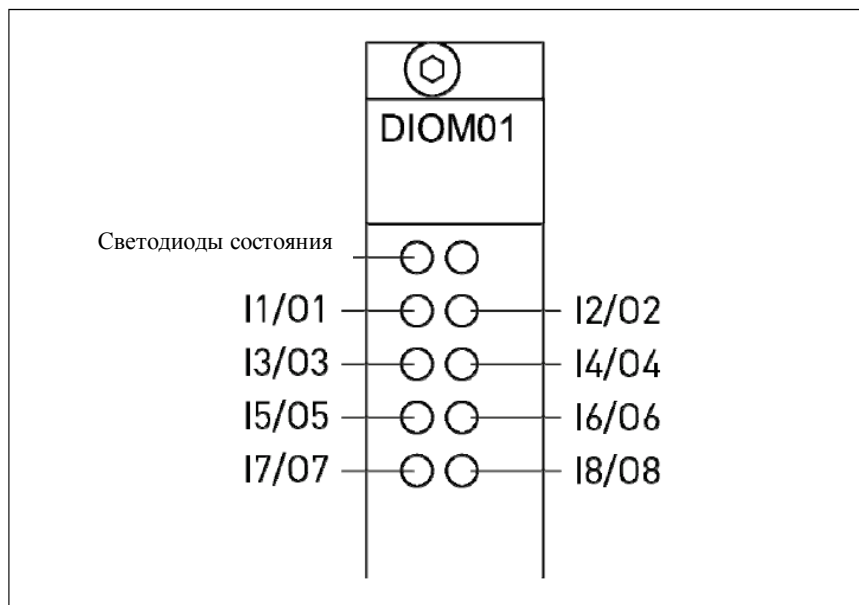 DIOM01
Светодиоды состояния
I1/O1 I2/O2
I3/O3 I4/O4
I5/O5 I6/O6
I7/O7 I8/O8